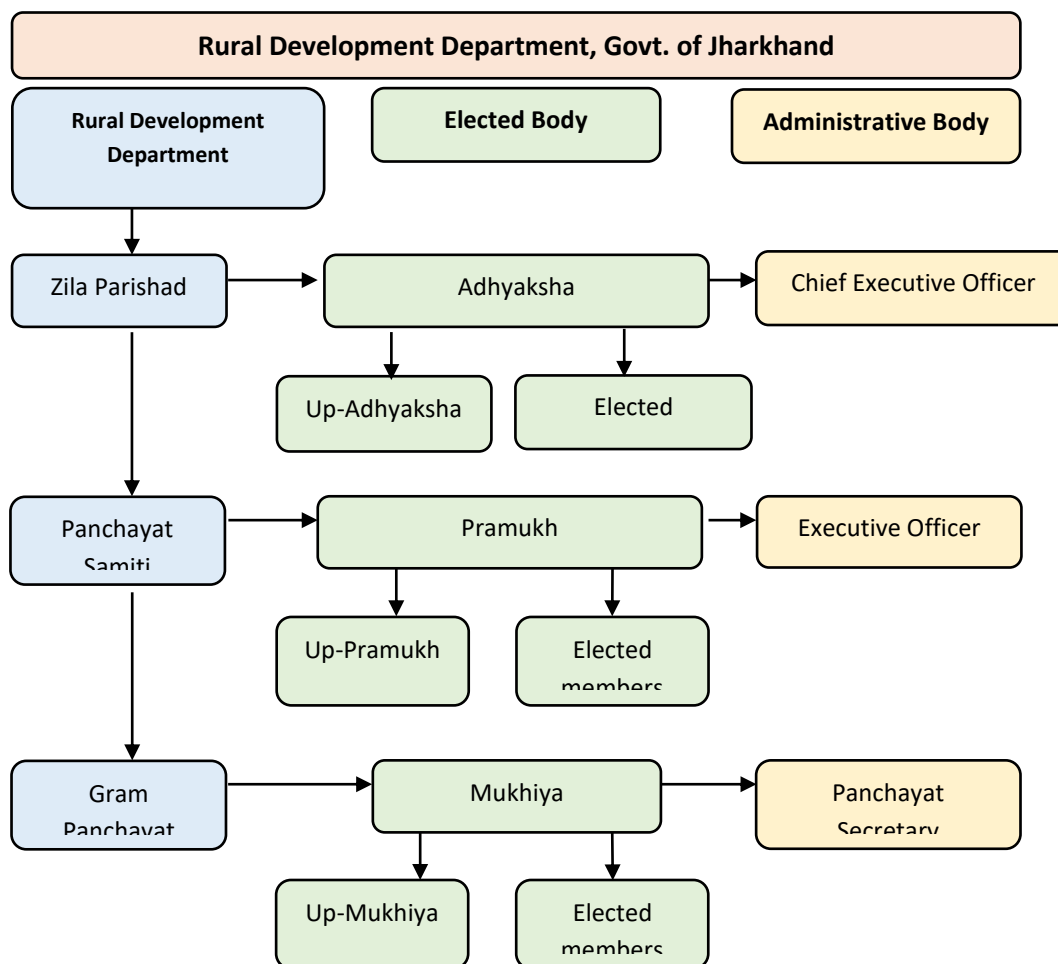 Rural Development Department, Govt. of Jharkhand
Rural Development
Department
Elected Body
Administrative Body
Zila Parishad
Adhyaksha
Chief Executive Officer
Up-Adhyaksha
Elected
Panchayat
Samiti
Pramukh
Executive Officer
Up-Pramukh
Elected
members
Gram
Panchayat
Mukhiya
Panchayat
Secretary
Up-Mukhiya
Elected
members